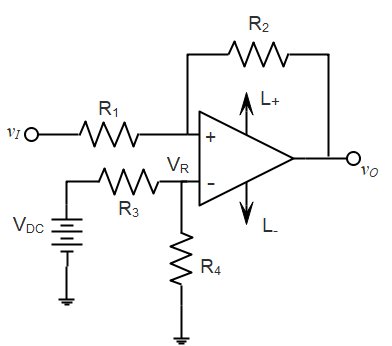 R2
R1
L+
vI
+
VR
-
vO
R3
L-
VDC
R4